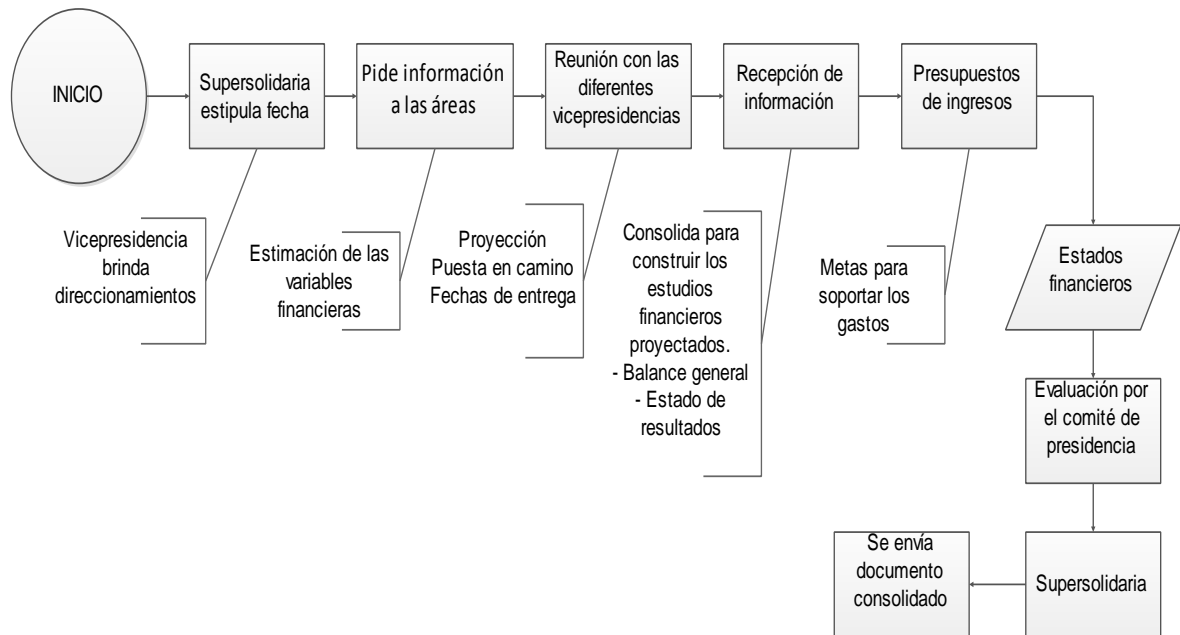 INICIO
Supersolidaria
estipula fecha
Pide información
a las áreas
Reunión con las
diferentes
vicepresidencias
Recepción de
información
Presupuestos
de ingresos
Vicepresidencia
brinda
direccionamientos
Estimación de las
variables
financieras
Proyección
Puesta en camino
Fechas de entrega
Consolida para
construir los
estudios
financieros
proyectados.
- Balance general
- Estado de
resultados
Metas para
soportar los
gastos
Estados
financieros
Evaluación por
el comité de
presidencia
Supersolidaria
Se envía
documento
consolidado